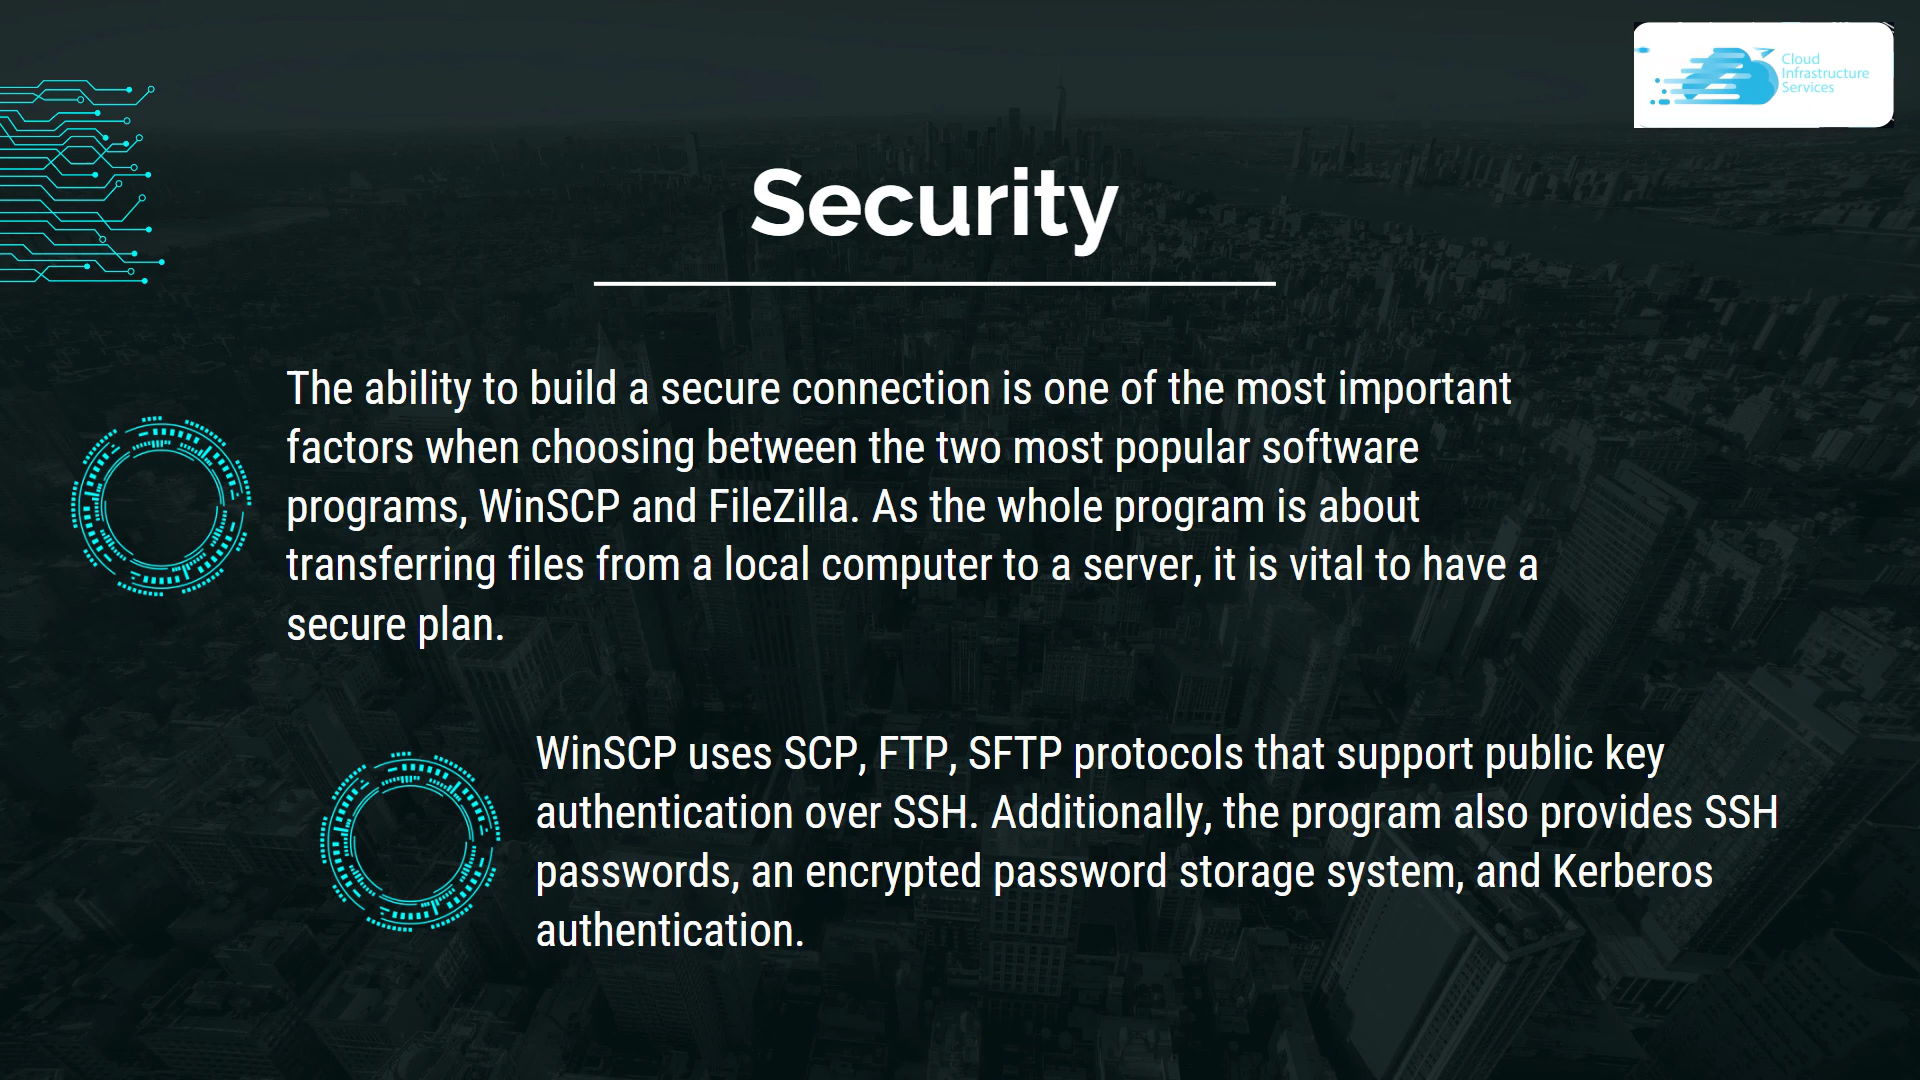 Cloud
Infrastructure
Services
Security
The ability to build a secure connection is one of the most important
factors when choosing between the two most popular software
programs, WinSCP and FileZilla. As the whole program is about
transferring files from a local computer to a server, it is vital to have a
secure plan.
WinSCP uses SCP, FTP, SFTP protocols that support public key
authentication over SSH. Additionally, the program also provides SSH
passwords, an encrypted password storage system, and Kerberos
authentication.